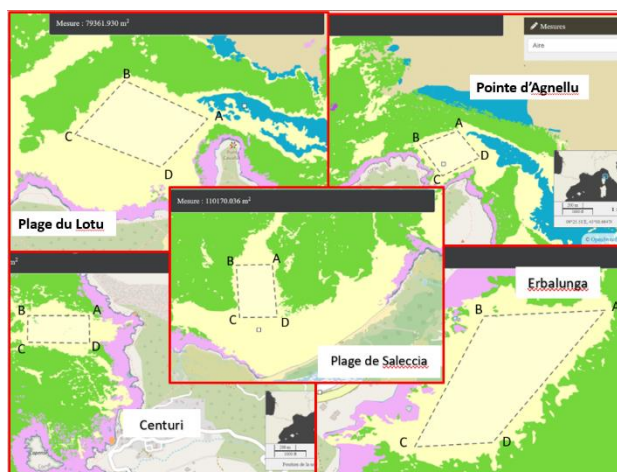 Mesure : 79361.930 m²
B
A
C
D
Plage du Lotu
Mesures
Aire
Pointe d'Agnellu
A
B
D
C
Mesure : 110170.036 m²
B
A
C
D
Plage de Saleccia
m²
B
A
C
D
Centuri
Erbalunga
B
A
C
D